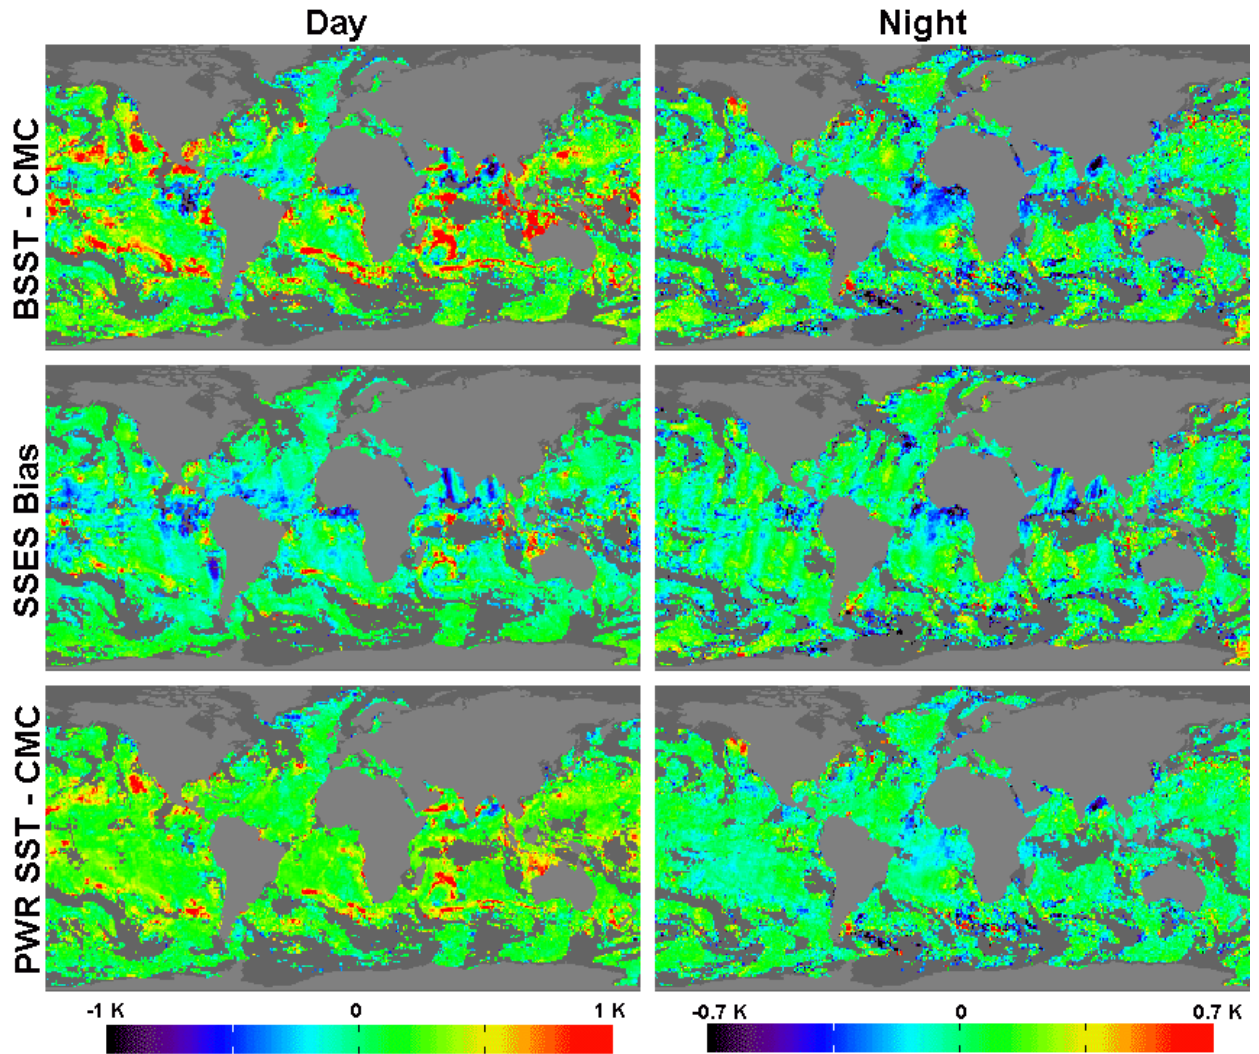 Day
Night
BSST - CMC
SSES Bias
PWR SST - CMC
-1 K 0 1 K
-0.7 K 0 0.7 K